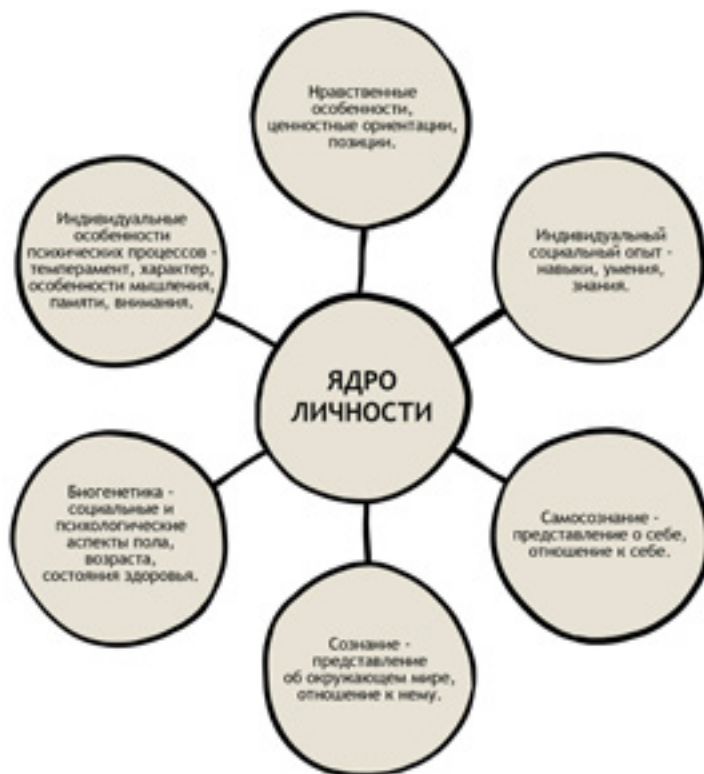 Нравственные
особенности,
ценностные ориентации,
позиции.
Индивидуальный
социальный опыт -
навыки, умения,
знания.
Самосознание -
представление о себе,
отношение к себе.
Сознание -
представление
об окружающем мире,
отношение к нему.
Биогенетика -
социальные и
психологические
аспекты пола,
возраста,
состояния здоровья.
Индивидуальные
особенности
психических процессов -
темперамент, характер,
особенности мышления,
памяти, внимания.
ЯДРО
ЛИЧНОСТИ